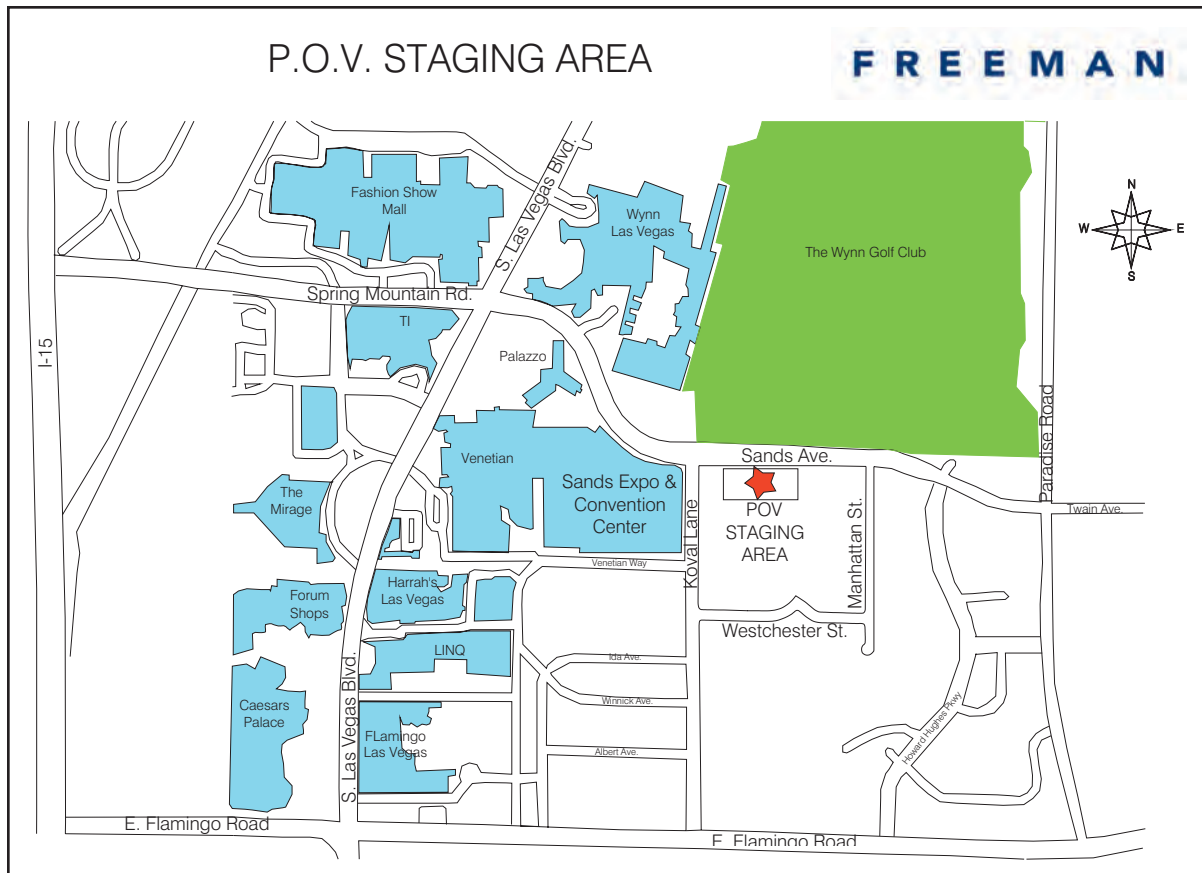 P.O.V. STAGING AREA
FREEMAN
N
W
E
S
Fashion Show
Mall
S. Las Vegas Blvd.
Wynn
Las Vegas
The Wynn Golf Club
Spring Mountain Rd.
TI
I-15
Palazzo
Paradise Road
Venetian
Sands Ave.
Sands Expo &
Convention
Center
The
Mirage
POV
STAGING
AREA
Twain Ave.
Koval Lane
Manhattan St.
Venetian Way
Harrah's
Las Vegas
Forum
Shops
Westchester St.
LINQ
Ida Ave.
Winnick Ave.
Caesars
Palace
S. Las Vegas Blvd.
FLamingo
Las Vegas
Albert Ave.
Howard Hughes Pkwy
E. Flamingo Road
E. Flamingo Road